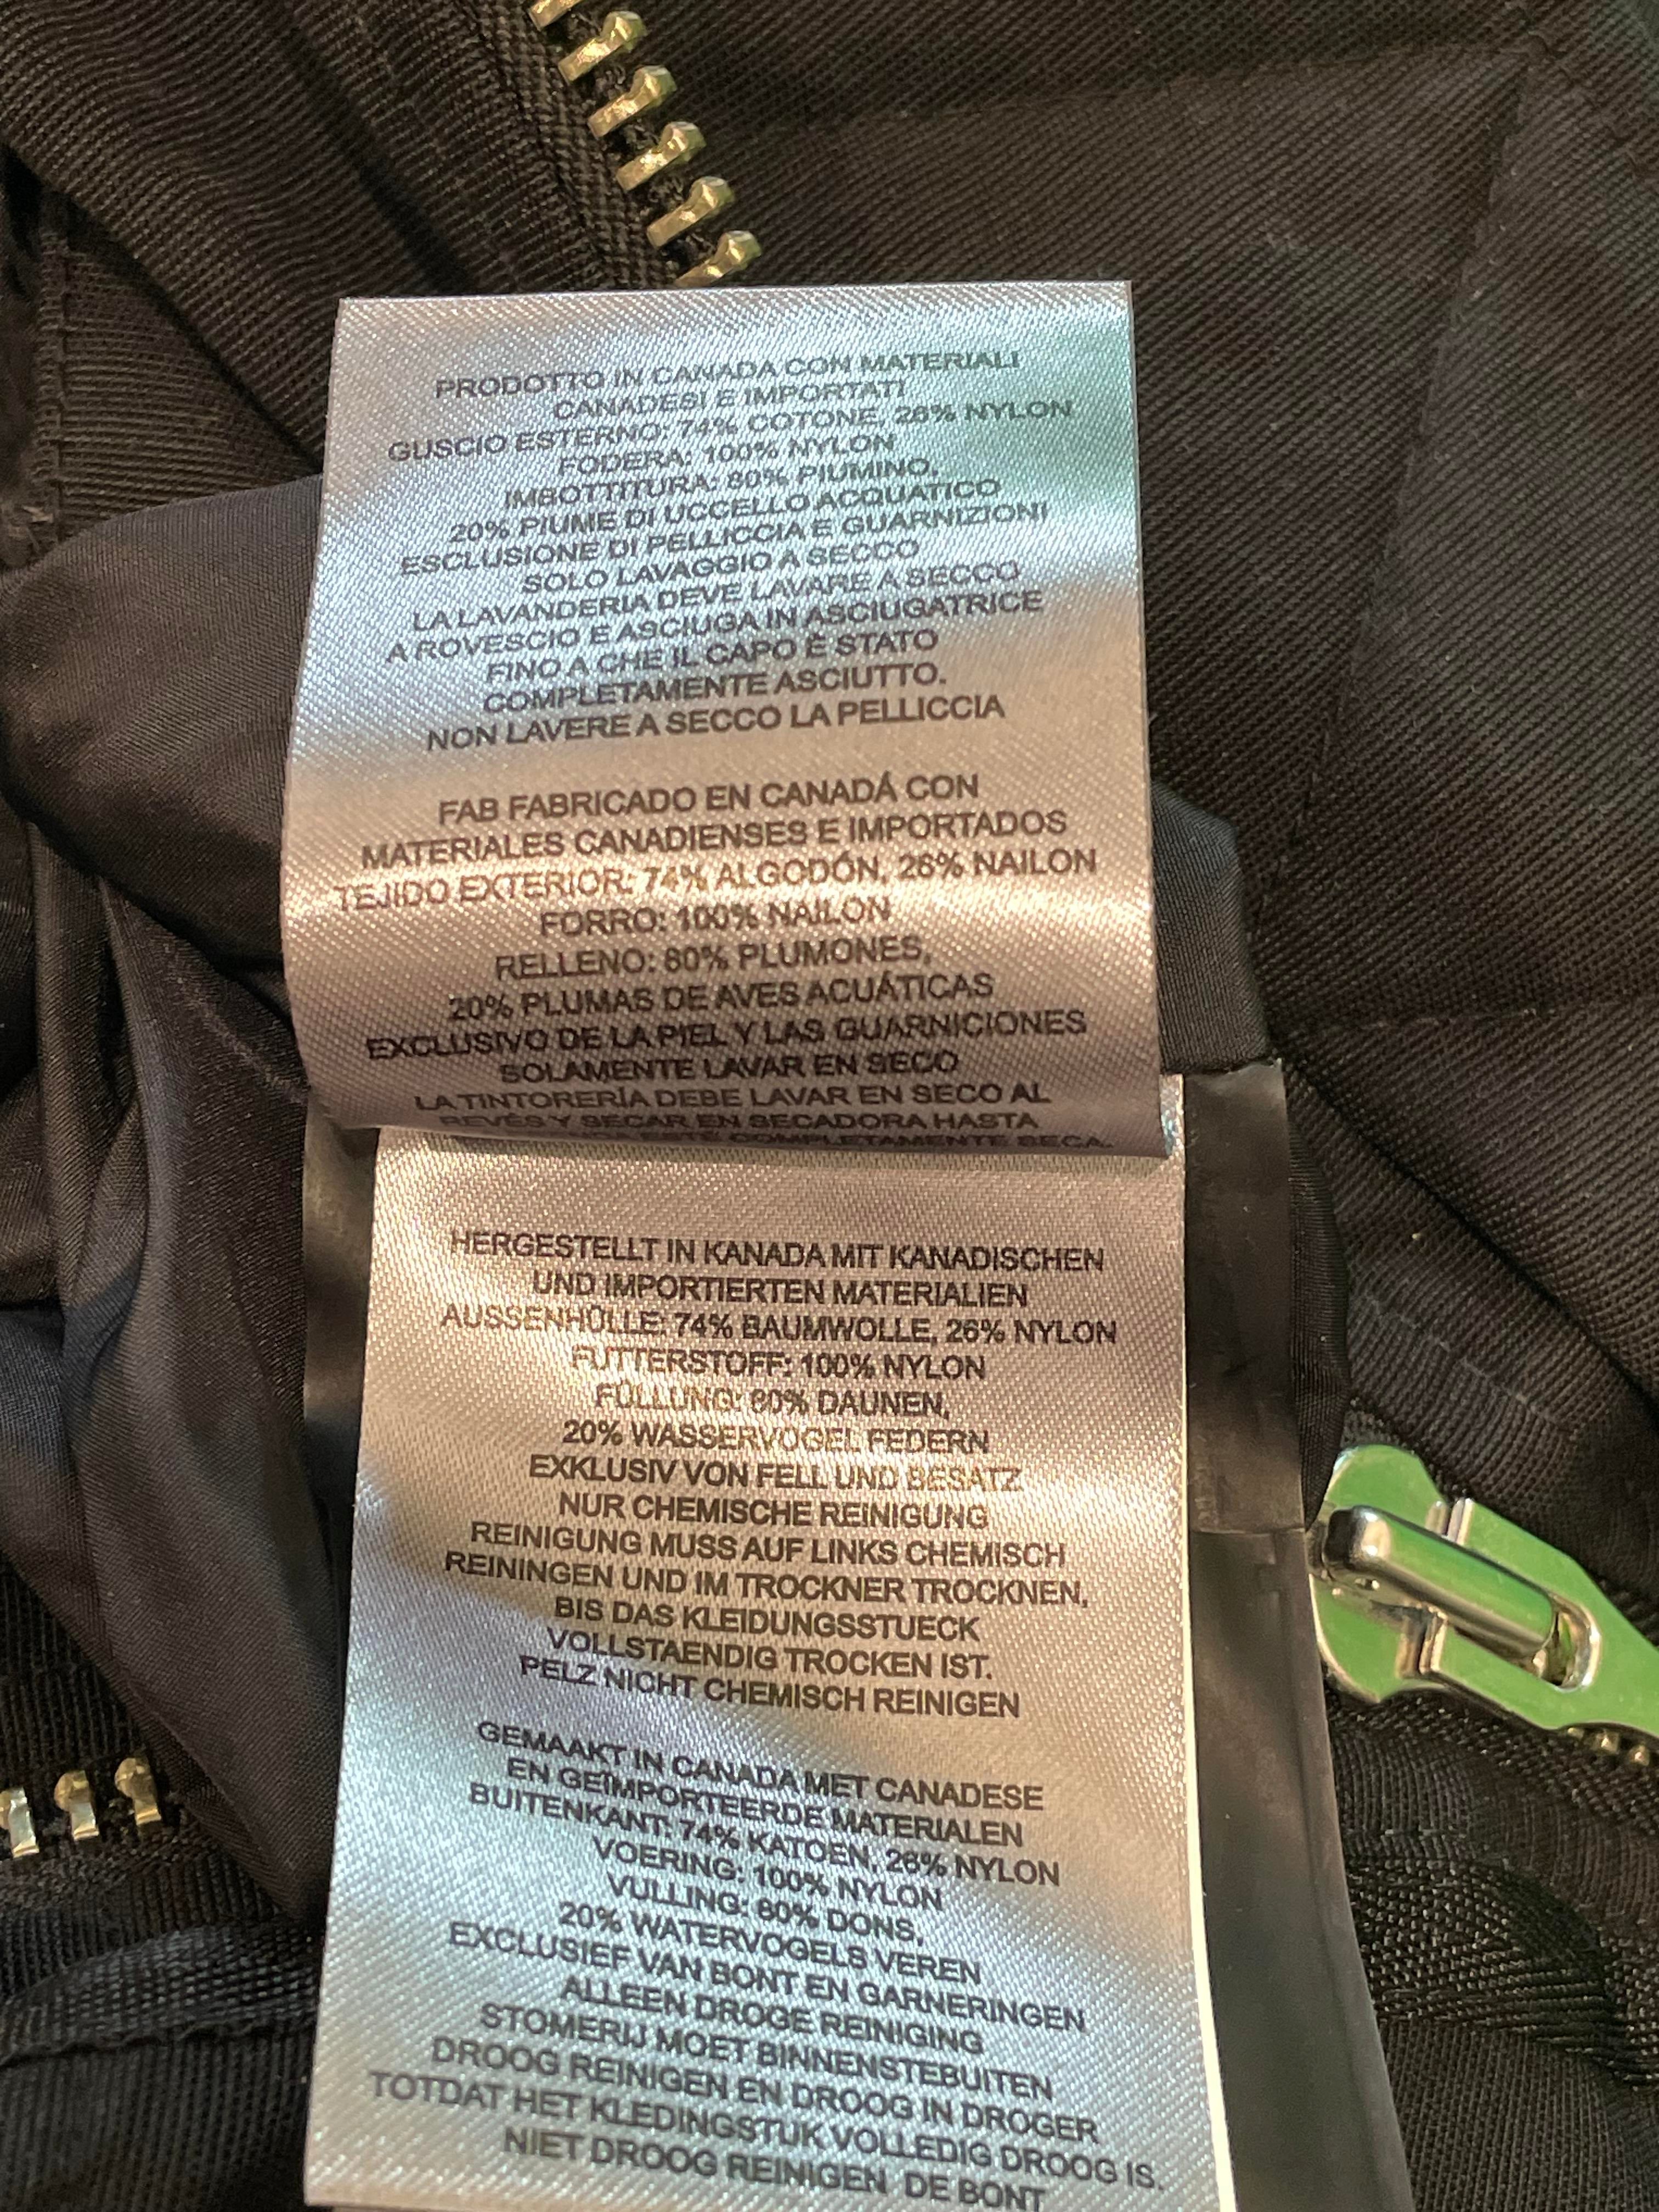 PRODOTTO IN CANADA CON MATERIALI
CANADESI E IMPORTATI
GUSCIO ESTERNO: 74% COTONE, 26% NYLON
FODERA: 100% NYLON
IMBOTTITURA: 80% PIUMINO,
20% PIUME DI UCCELLO ACQUATICO
ESCLUSIONE DI PELLICCIA E GUARNIZIONI
SOLO LAVAGGIO A SECCO
LA LAVANDERIA DEVE LAVARE A SECCO
A ROVESCIO E ASCIUGA IN ASCIUGATRICE
FINO A CHE IL CAPO È STATO
COMPLETAMENTE ASCIUTTO.
NON LAVERE A SECCO LA PELLICCIA
FAB FABRICADO EN CANADÁ CON
MATERIALES CANADIENSES E IMPORTADOS
TEJIDO EXTERIOR: 74% ALGODÓN, 26% NAILON
FORRO: 100% NAILON
RELLENO: 80% PLUMONES,
20% PLUMAS DE AVES ACUÁTICAS
EXCLUSIVO DE LA PIEL Y LAS GUARNICIONES
SOLAMENTE LAVAR EN SECO
LA TINTORERÍA DEBE LAVAR EN SECO AL
REVÉS Y SECAR EN SECADORA HASTA
ESTÉ COMPLETAMENTE SECA.
HERGESTELLT IN KANADA MIT KANADISCHEN
UND IMPORTIERTEN MATERIALIEN
AUSSENHÜLLE: 74% BAUMWOLLE, 26% NYLON
FUTTERSTOFF: 100% NYLON
FÜLLUNG: 80% DAUNEN,
20% WASSERVOGEL FEDERN
EXKLUSIV VON FELL UND BESATZ
NUR CHEMISCHE REINIGUNG
REINIGUNG MUSS AUF LINKS CHEMISCH
REININGEN UND IM TROCKNER TROCKNEN,
BIS DAS KLEIDUNGSSTUECK
VOLLSTAENDIG TROCKEN IST.
PELZ NICHT CHEMISCH REINIGEN
GEMAAKT IN CANADA MET CANADESE
EN GEÏMPORTEERDE MATERIALEN
BUITENKANT: 74% KATOEN, 26% NYLON
VOERING: 100% NYLON
VULLING: 80% DONS,
20% WATERVOGELS VEREN
EXCLUSIEF VAN BONT EN GARNERINGEN
ALLEEN DROGE REINIGING
STOMERIJ MOET BINNENSTEBUITEN
DROOG REINIGEN EN DROOG IN DROGER
TOTDAT HET KLEDINGSTUK VOLLEDIG DROOG IS.
NIET DROOG REINIGEN DE BONT